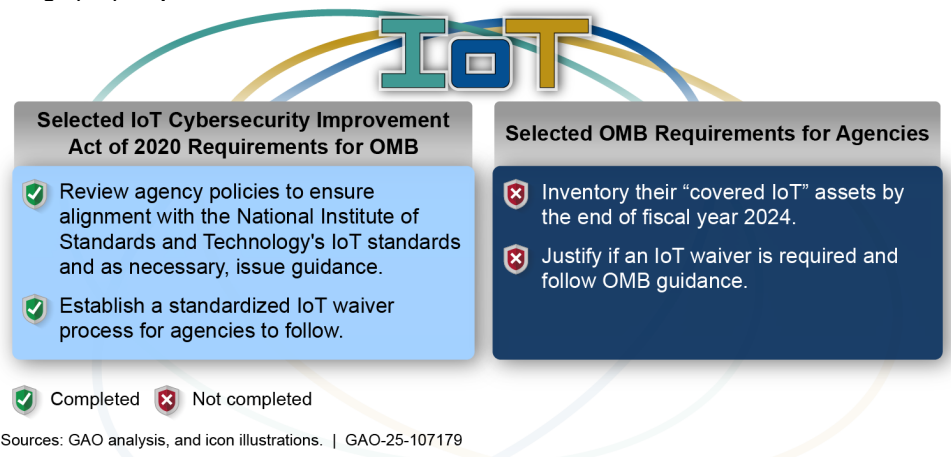 IoT
Selected IoT Cybersecurity Improvement
Act of 2020 Requirements for OMB
Review agency policies to ensure
alignment with the National Institute of
Standards and Technology's IoT standards
and as necessary, issue guidance.
Establish a standardized IoT waiver
process for agencies to follow.
Selected OMB Requirements for Agencies
Inventory their “covered IoT” assets by
the end of fiscal year 2024.
Justify if an IoT waiver is required and
follow OMB guidance.
Completed
Not completed
Sources: GAO analysis, and icon illustrations. | GAO-25-107179